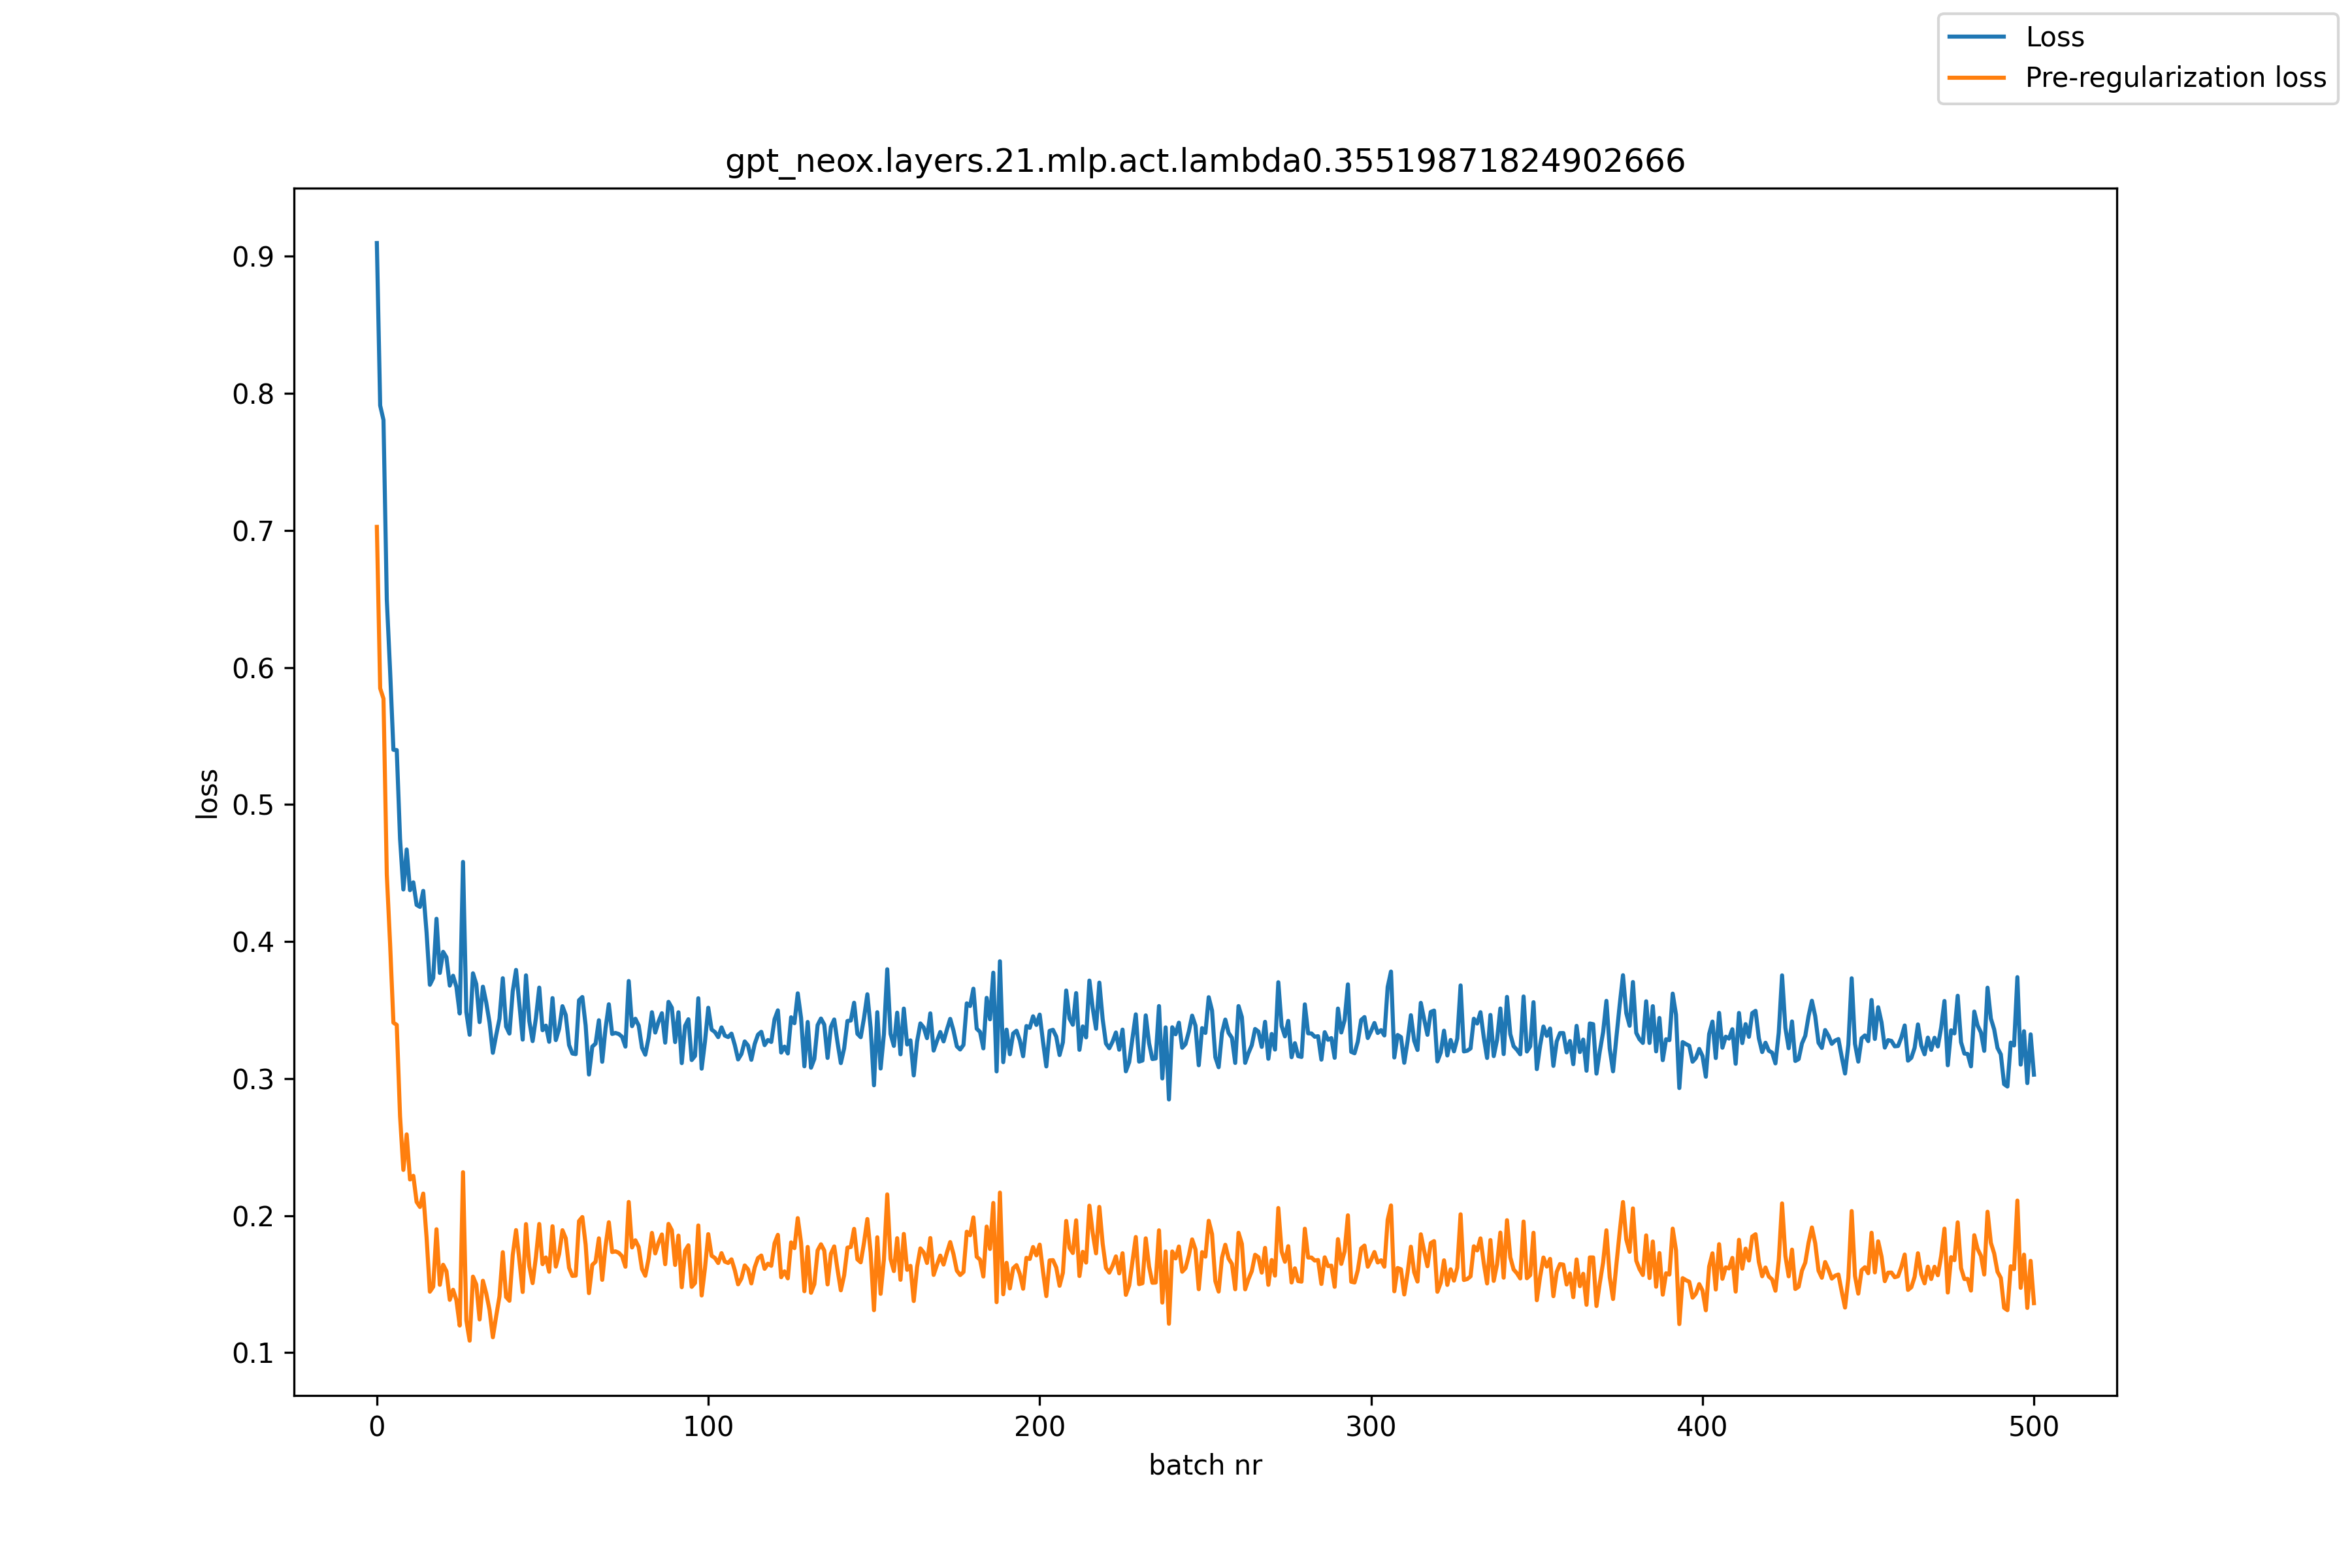 Loss
Pre-regularization loss
gpt_neox.layers.21.mlp.act.lambda0.35519871824902666
0.9
0.8
0.7
0.6
0.5
0.4
0.3
0.2
0.1
loss
0 100 200 300 400 500
batch nr